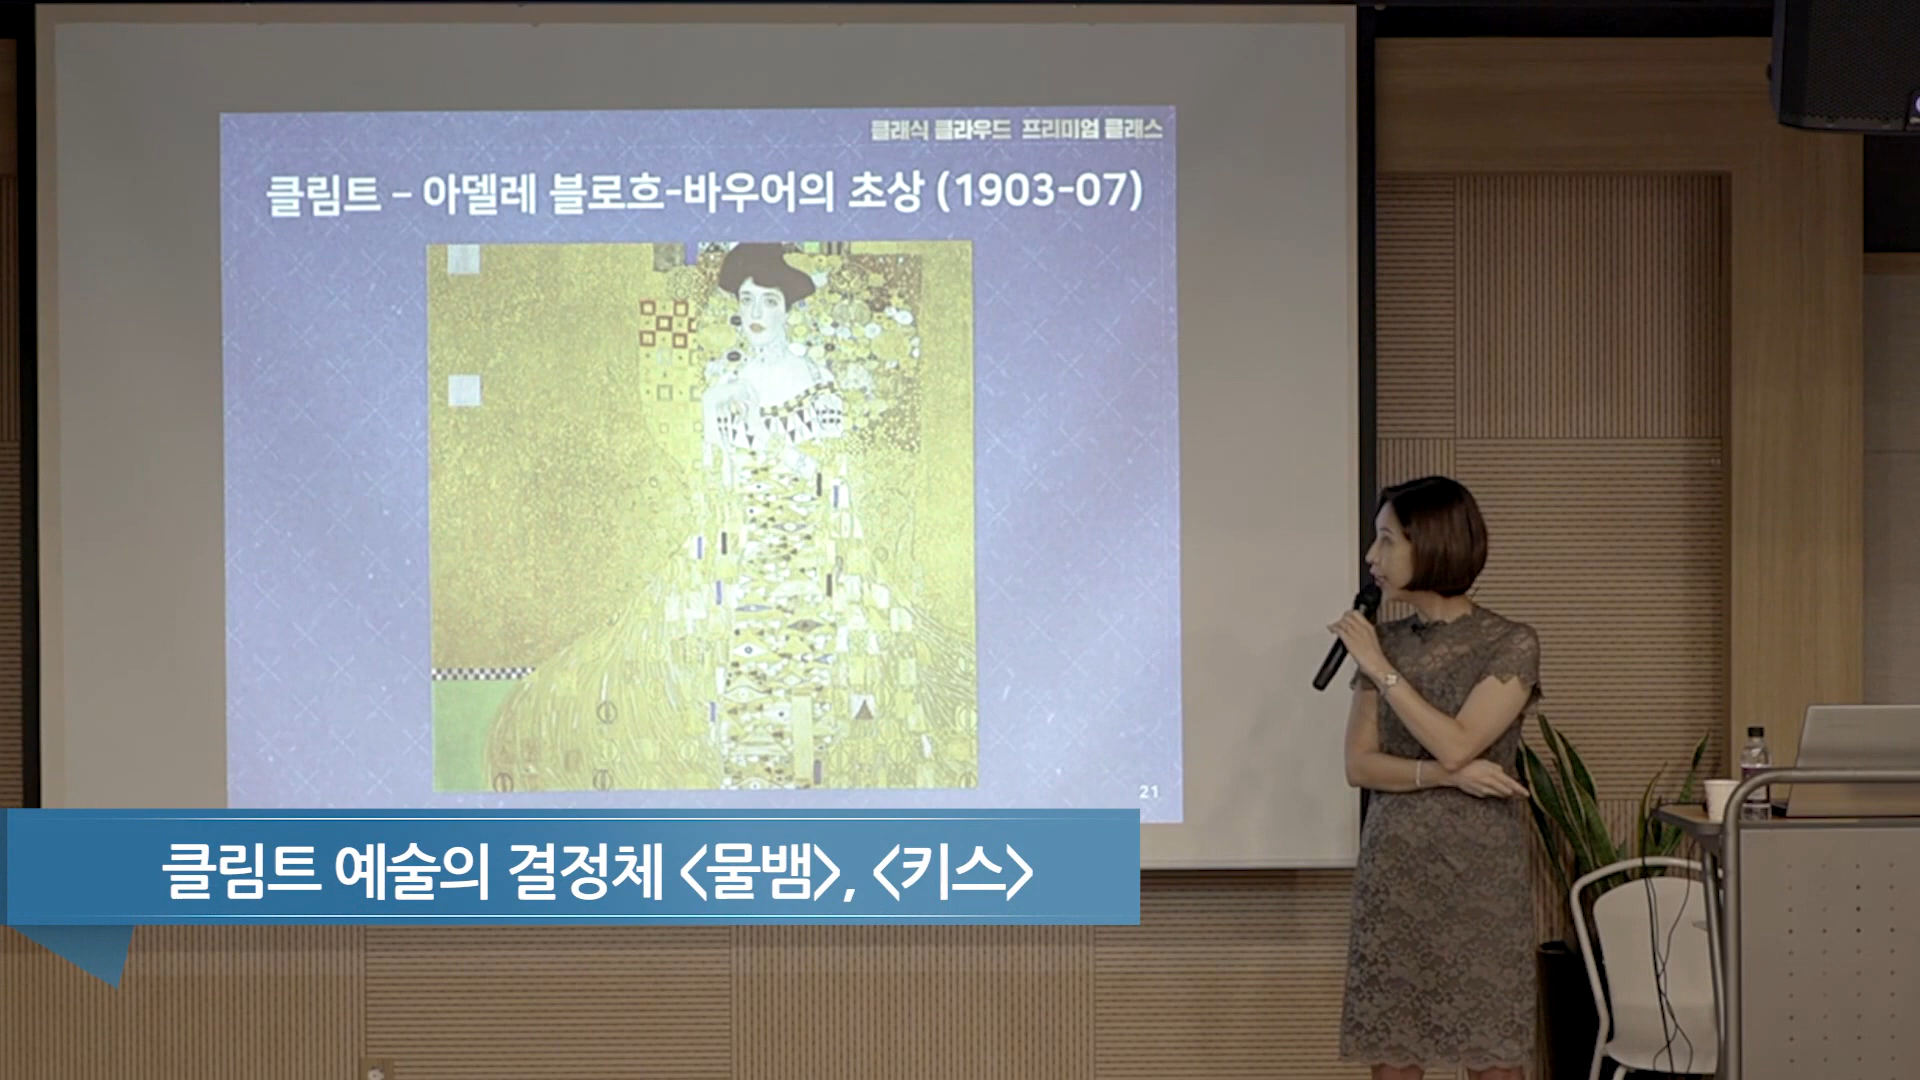 클래식 클라우드 프리미엄 클래스
클림트 – 아델레 블로흐-바우어의 초상 (1903-07)
21
클림트 예술의 결정체 <물뱀>, <키스>